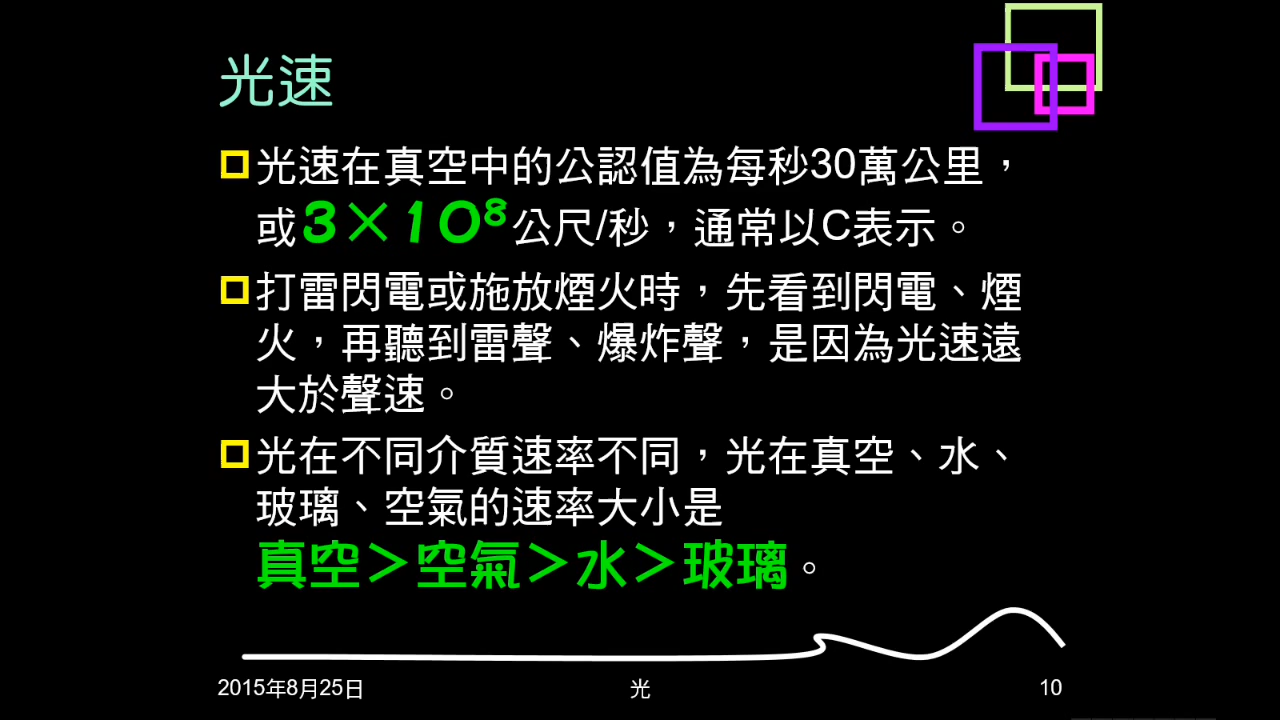 光速
光速在真空中的公認值為每秒30萬公里，
或3×10⁸公尺/秒，通常以C表示。
打雷閃電或施放煙火時，先看到閃電、煙
火，再聽到雷聲、爆炸聲，是因為光速遠
大於聲速。
光在不同介質速率不同，光在真空、水、
玻璃、空氣的速率大小是
真空＞空氣＞水＞玻璃。
2015年8月25日
光
10